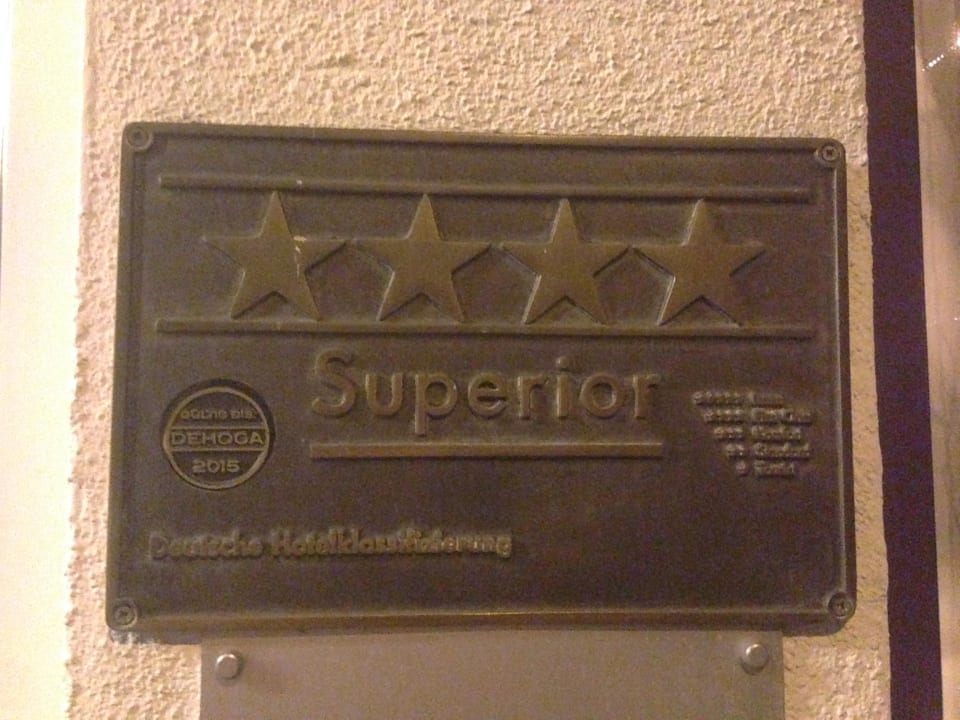 Superior
GÜLTIG BIS:
DEHOGA
2015
Deutsche Hotelklassifizierung